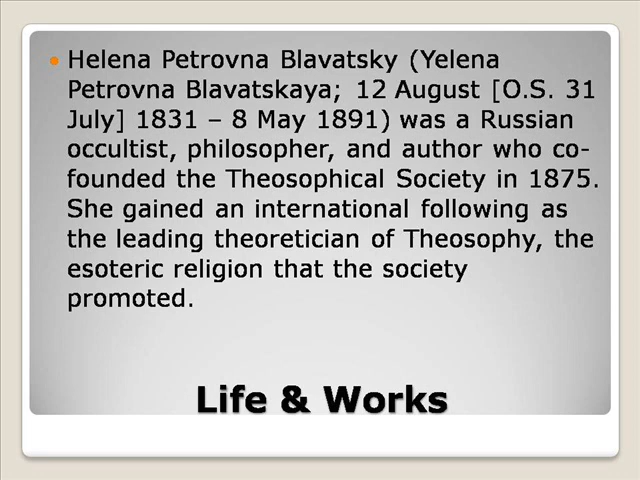 Helena Petrovna Blavatsky (Yelena
Petrovna Blavatskaya; 12 August [O.S. 31
July] 1831 – 8 May 1891) was a Russian
occultist, philosopher, and author who co-
founded the Theosophical Society in 1875.
She gained an international following as
the leading theoretician of Theosophy, the
esoteric religion that the society
promoted.
Life & Works